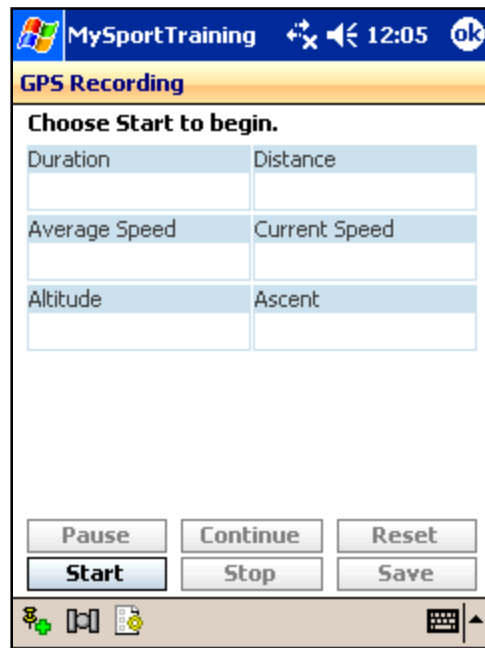 MySportTraining 12:05 ok
GPS Recording
Choose Start to begin.
Duration Distance
Average Speed Current Speed
Altitude Ascent
Pause Continue Reset
Start Stop Save